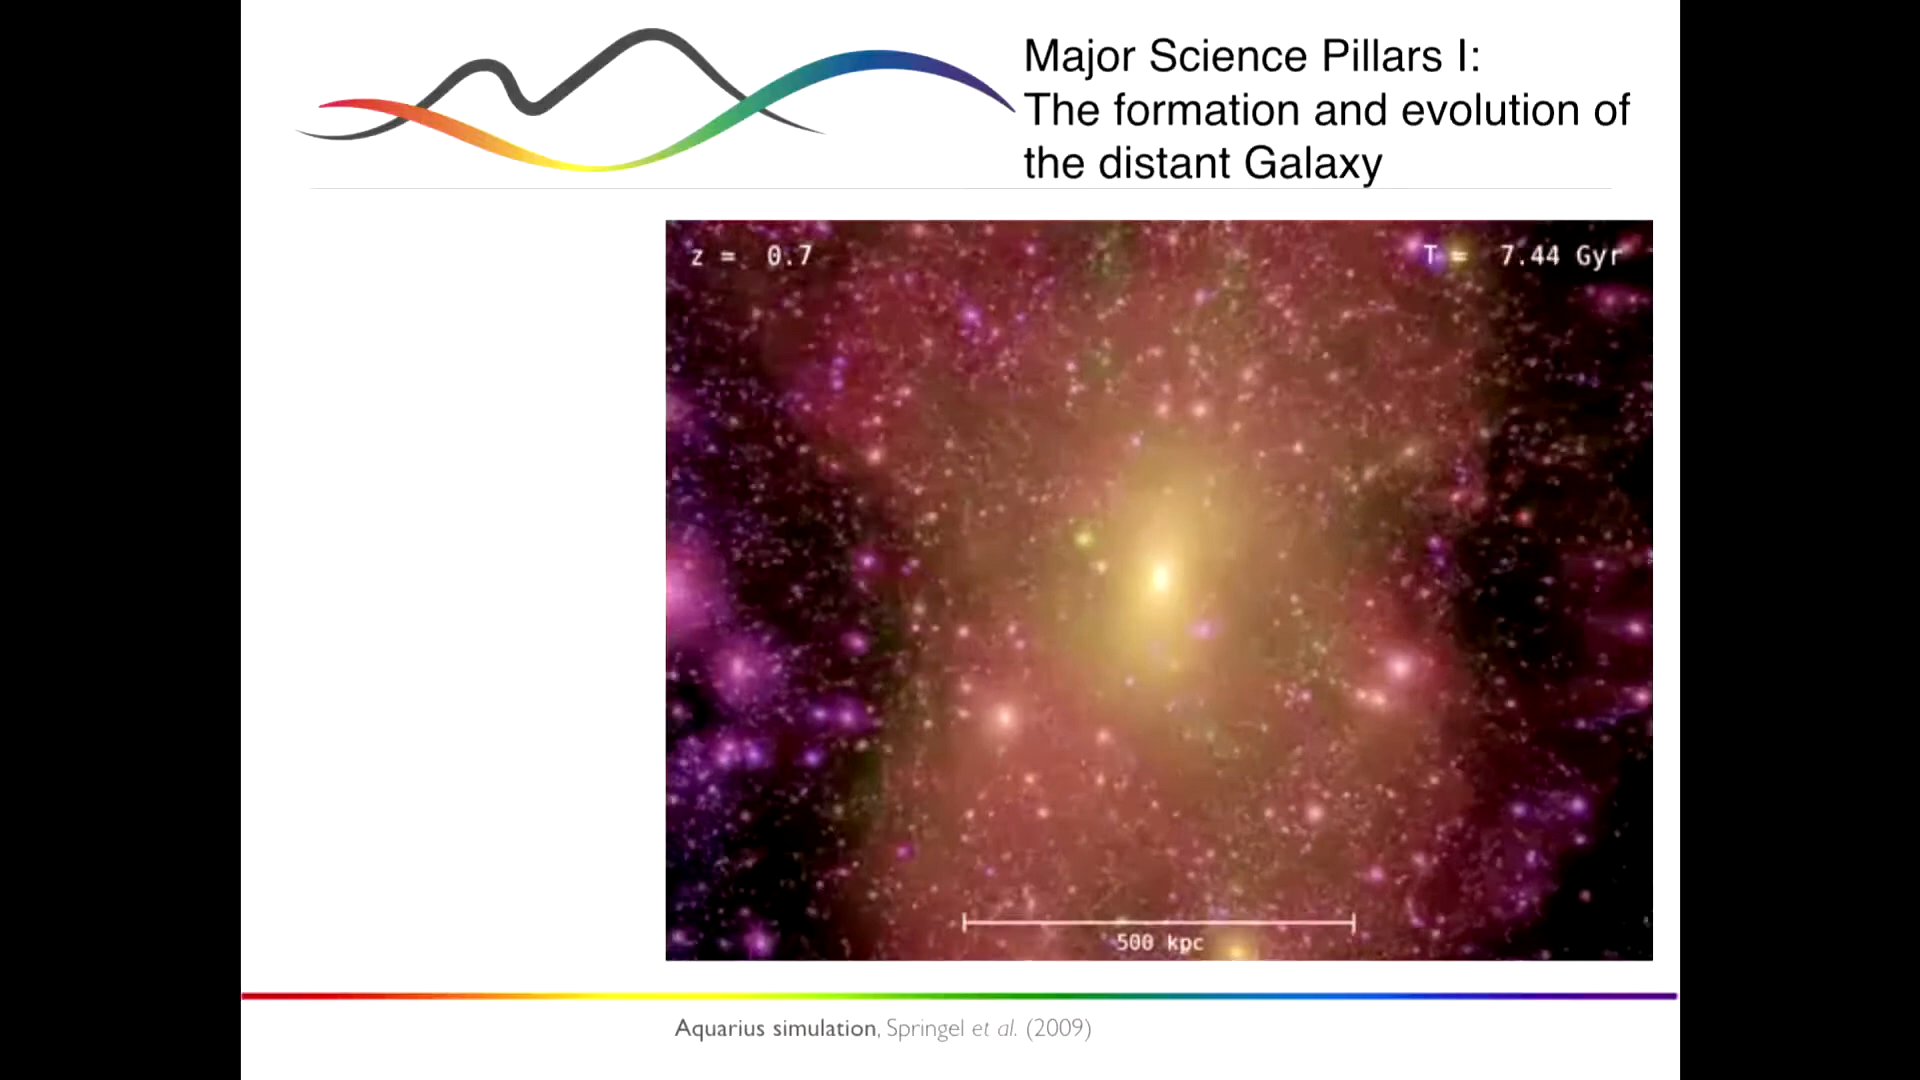 Major Science Pillars I:
The formation and evolution of
the distant Galaxy
z = 0.7
T = 7.44 Gyr
500 kpc
Aquarius simulation, Springel et al. (2009)